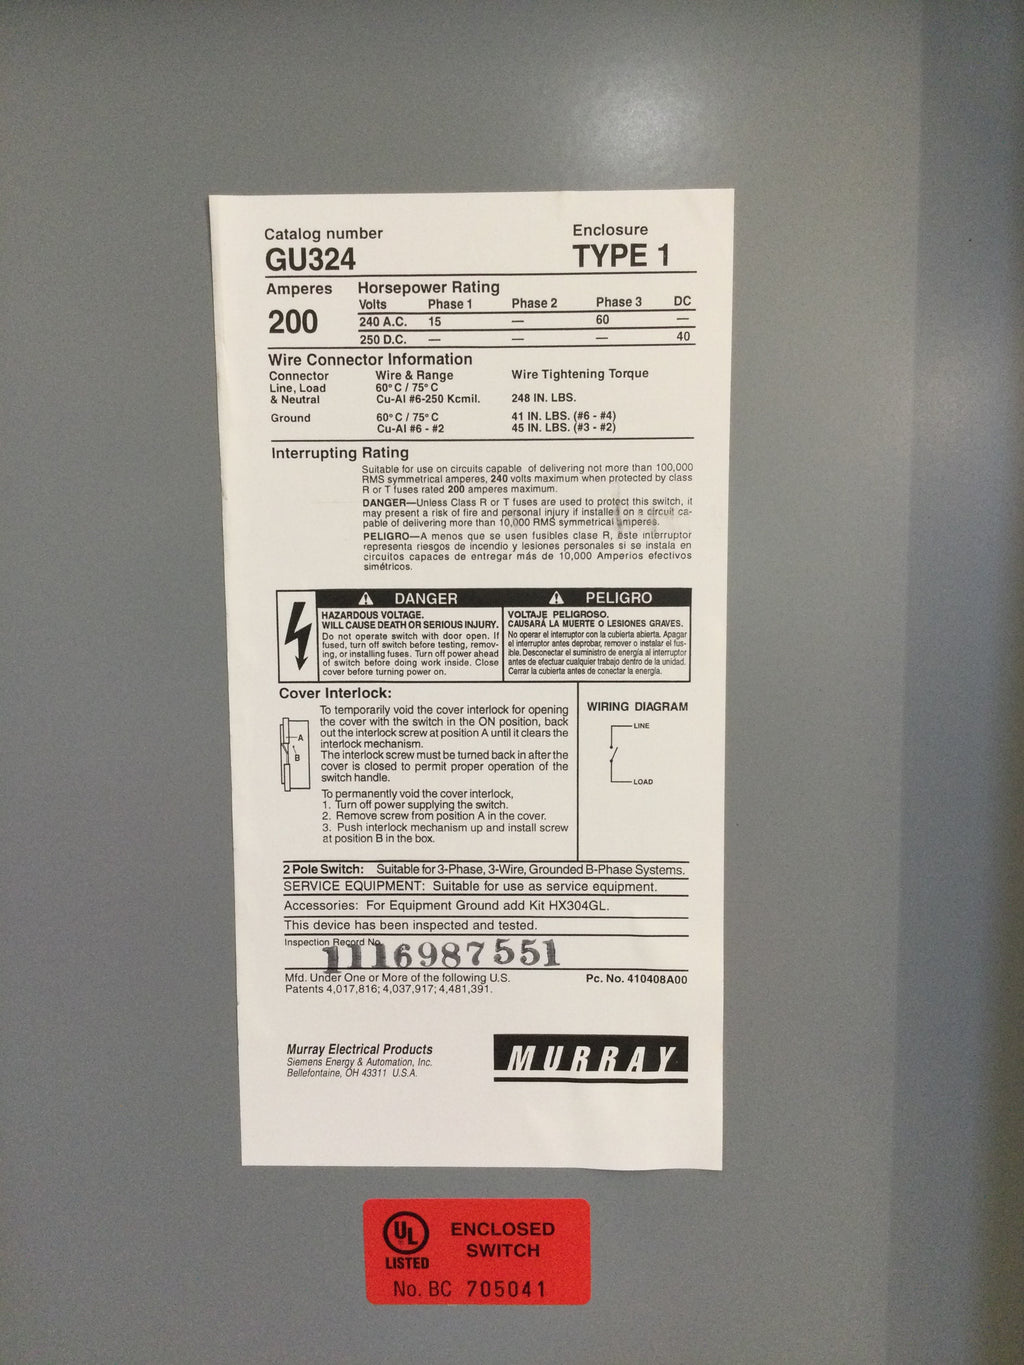 Catalog number Enclosure
GU324 TYPE 1
Amperes Horsepower Rating
Volts Phase 1 Phase 2 Phase 3 DC
200 240 A.C. 15 — 60 —
250 D.C. — — — 40
Wire Connector Information
Connector Wire & Range Wire Tightening Torque
Line, Load 60°C / 75°C
& Neutral Cu-Al #6-250 Kcmil. 248 IN. LBS.
Ground 60°C / 75°C 41 IN. LBS. (#6 - #4)
Cu-Al #6 - #2 45 IN. LBS. (#3 - #2)
Interrupting Rating
Suitable for use on circuits capable of delivering not more than 100,000
RMS symmetrical amperes, 240 volts maximum when protected by class
R or T fuses rated 200 amperes maximum.
DANGER—Unless Class R or T fuses are used to protect this switch, it
may present a risk of fire and personal injury if installed on a circuit ca-
pable of delivering more than 10,000 RMS symmetrical amperes.
PELIGRO—A menos que se usen fusibles clase R, este interruptor
representa riesgos de incendio y lesiones personales si se instala en
circuitos capaces de entregar más de 10,000 Amperios efectivos
simétricos.
DANGER
HAZARDOUS VOLTAGE.
WILL CAUSE DEATH OR SERIOUS INJURY.
Do not operate switch with door open. If
fused, turn off switch before testing, remov-
ing, or installing fuses. Turn off power ahead
of switch before doing work inside. Close
cover before turning power on.
PELIGRO
VOLTAJE PELIGROSO.
CAUSARÁ LA MUERTE O LESIONES GRAVES.
No operar el interruptor con la cubierta abierta. Apagar
el interruptor antes deprobar, remover o instalar el fus-
ible. Desconectar el suministro de energía al interruptor
antes de efectuar cualquier trabajo dentro de la unidad.
Cerrar la cubierta antes de conectar la energía.
Cover Interlock:
To temporarily void the cover interlock for opening
the cover with the switch in the ON position, back
out the interlock screw at position A until it clears the
interlock mechanism.
The interlock screw must be turned back in after the
cover is closed to permit proper operation of the
switch handle.
To permanently void the cover interlock,
1. Turn off power supplying the switch.
2. Remove screw from position A in the cover.
3. Push interlock mechanism up and install screw
at position B in the box.
A
B
WIRING DIAGRAM
LINE
LOAD
2 Pole Switch: Suitable for 3-Phase, 3-Wire, Grounded B-Phase Systems.
SERVICE EQUIPMENT: Suitable for use as service equipment.
Accessories: For Equipment Ground add Kit HX304GL.
This device has been inspected and tested.
Inspection Record No. 1116987551
Mfd. Under One or More of the following U.S. Pc. No. 410408A00
Patents 4,017,816; 4,037,917; 4,481,391.
Murray Electrical Products
Siemens Energy & Automation, Inc.
Bellefontaine, OH 43311 U.S.A.
MURRAY
UL
LISTED
ENCLOSED
SWITCH
No. BC 705041